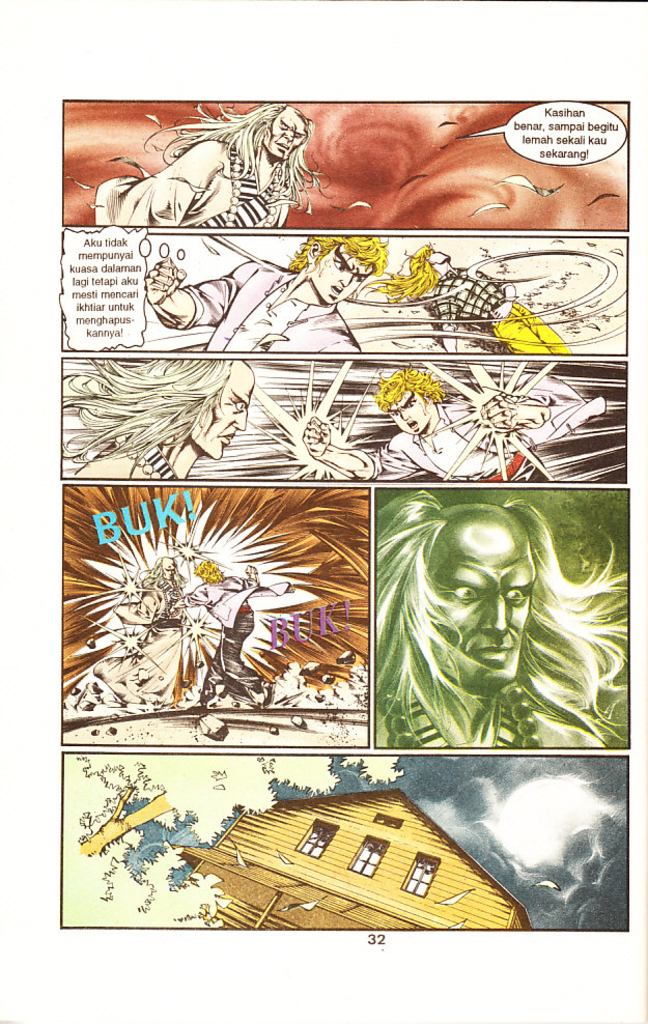 Kasihan
benar, sampai begitu
lemah sekali kau
sekarang!
Aku tidak
mempunyai
kuasa dalaman
lagi tetapi aku
mesti mencari
ikhtiar untuk
menghapus-
kannya!
BUK!
BUK!
32